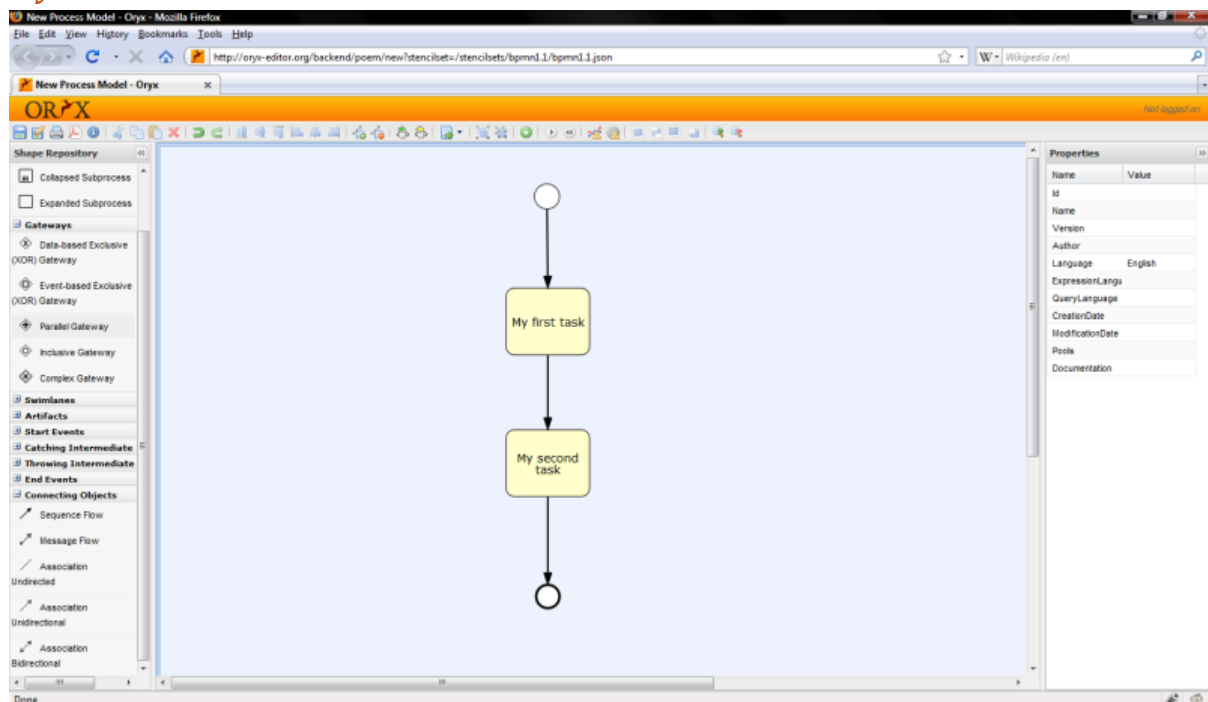 New Process Model - Oryx - Mozilla Firefox
File Edit View History Bookmarks Tools Help
http://oryx-editor.org/backend/poem/new?stencilset=/stencilsets/bpmn1.1/bpmn1.1.json
W Wikipedia (en)
New Process Model - Oryx
ORYX
Not logged on
Shape Repository
Collapsed Subprocess
Expanded Subprocess
Gateways
Data-based Exclusive
(XOR) Gateway
Event-based Exclusive
(XOR) Gateway
Parallel Gateway
Inclusive Gateway
Complex Gateway
Swimlanes
Artifacts
Start Events
Catching Intermediate
Throwing Intermediate
End Events
Connecting Objects
Sequence Flow
Message Flow
Association
Undirected
Association
Unidirectional
Association
Bidirectional
My first task
My second
task
Properties
Name Value
Id
Name
Version
Author
Language English
ExpressionLangu
QueryLanguage
CreationDate
ModificationDate
Pools
Documentation
Done